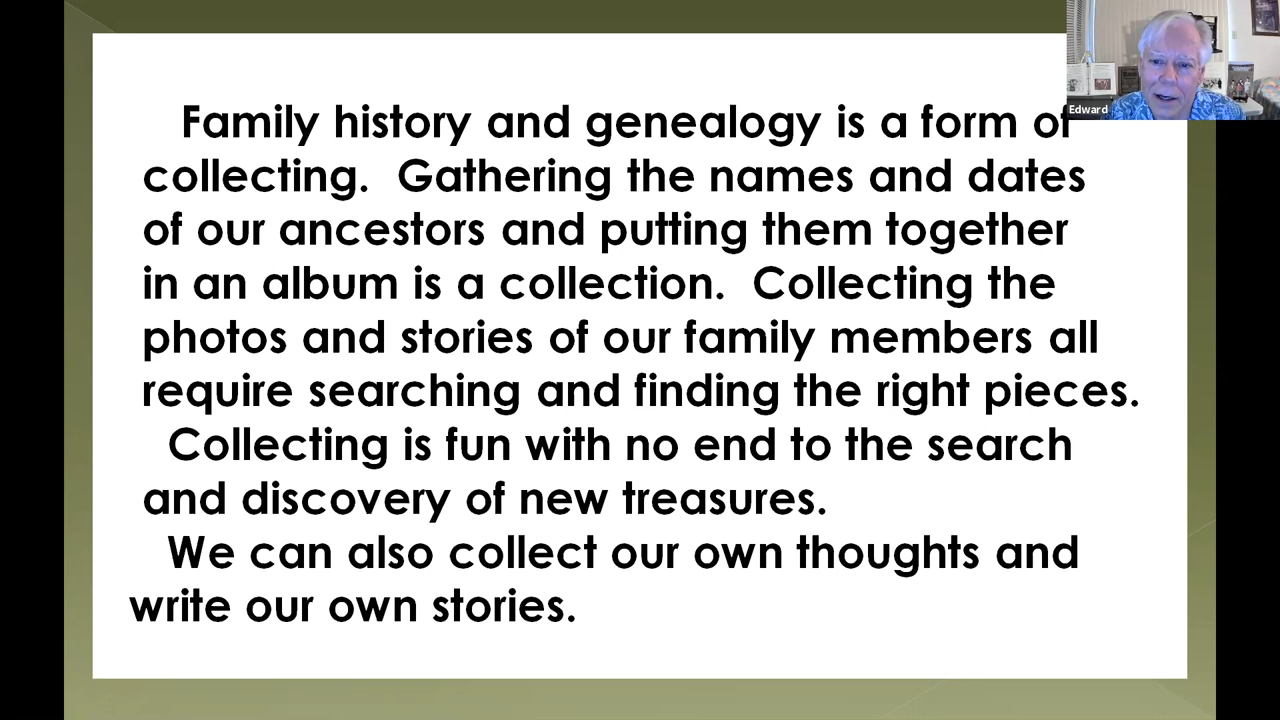 Family history and genealogy is a form of
collecting.  Gathering the names and dates
of our ancestors and putting them together
in an album is a collection.  Collecting the
photos and stories of our family members all
require searching and finding the right pieces.
Collecting is fun with no end to the search
and discovery of new treasures.
We can also collect our own thoughts and
write our own stories.
Edward